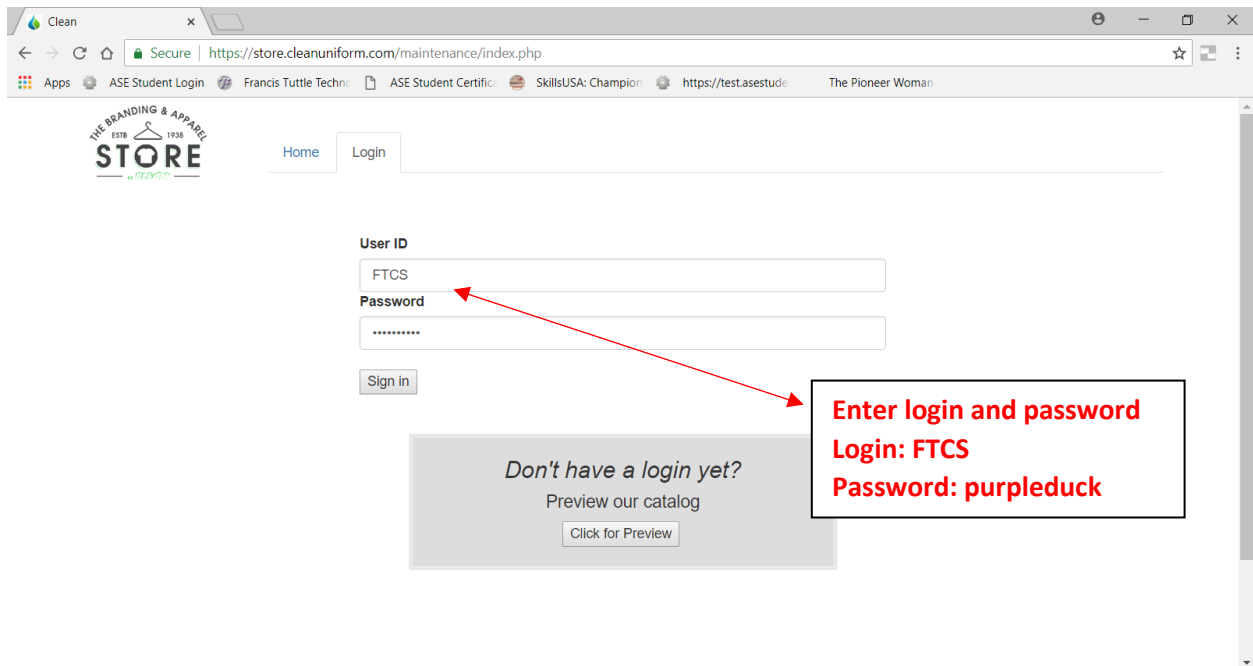 Clean
Secure | https://store.cleanuniform.com/maintenance/index.php
Apps ASE Student Login Francis Tuttle Techno ASE Student Certifica SkillsUSA: Champion https://test.asestude The Pioneer Woman
THE BRANDING & APPAREL
ESTB 1938
STORE
Home Login
User ID
FTCS
Password
••••••••••
Sign in
Enter login and password
Login: FTCS
Password: purpleduck
Don't have a login yet?
Preview our catalog
Click for Preview